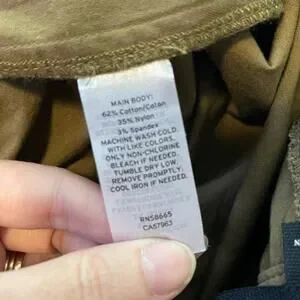 MAIN BODY:
62% Cotton/Coton
35% Nylon
3% Spandex
MACHINE WASH COLD,
WITH LIKE COLORS.
ONLY NON-CHLORINE
BLEACH IF NEEDED.
TUMBLE DRY LOW.
REMOVE PROMPTLY.
COOL IRON IF NEEDED.
RN58665
CA57963